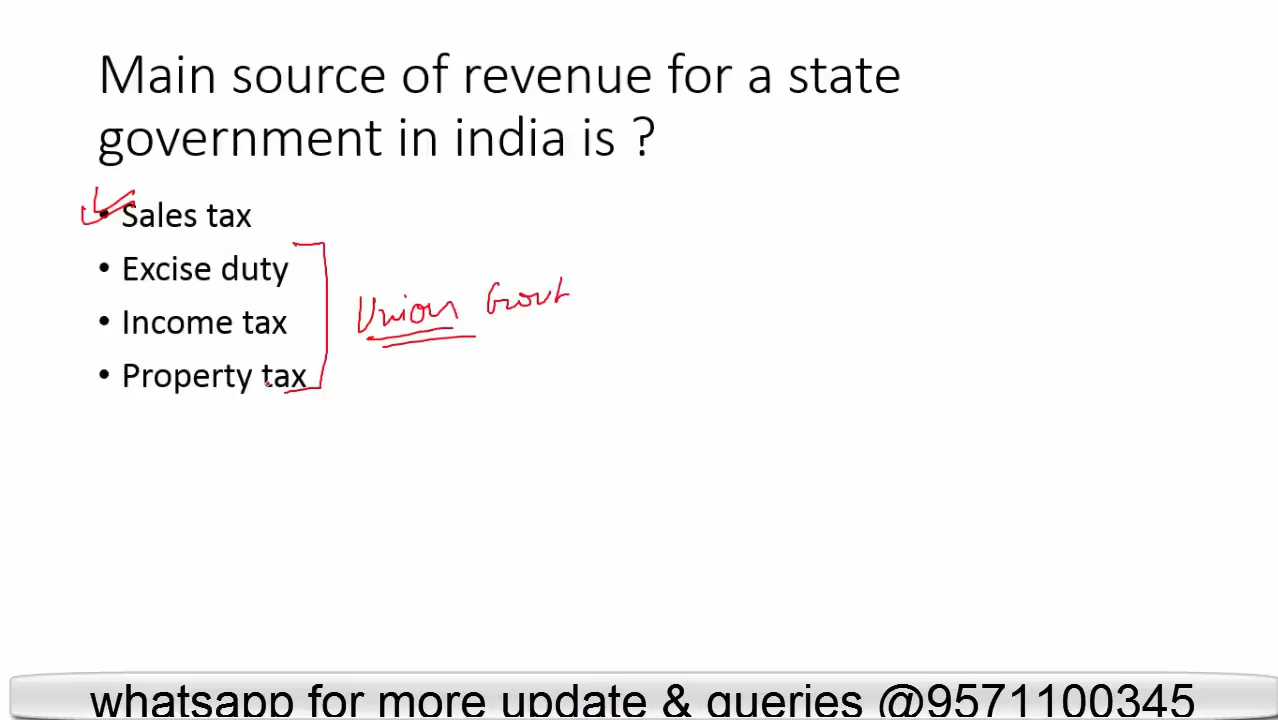 Main source of revenue for a state
government in india is ?
• Sales tax
• Excise duty
• Income tax
• Property tax
Union Govt
whatsapp for more update & queries @9571100345